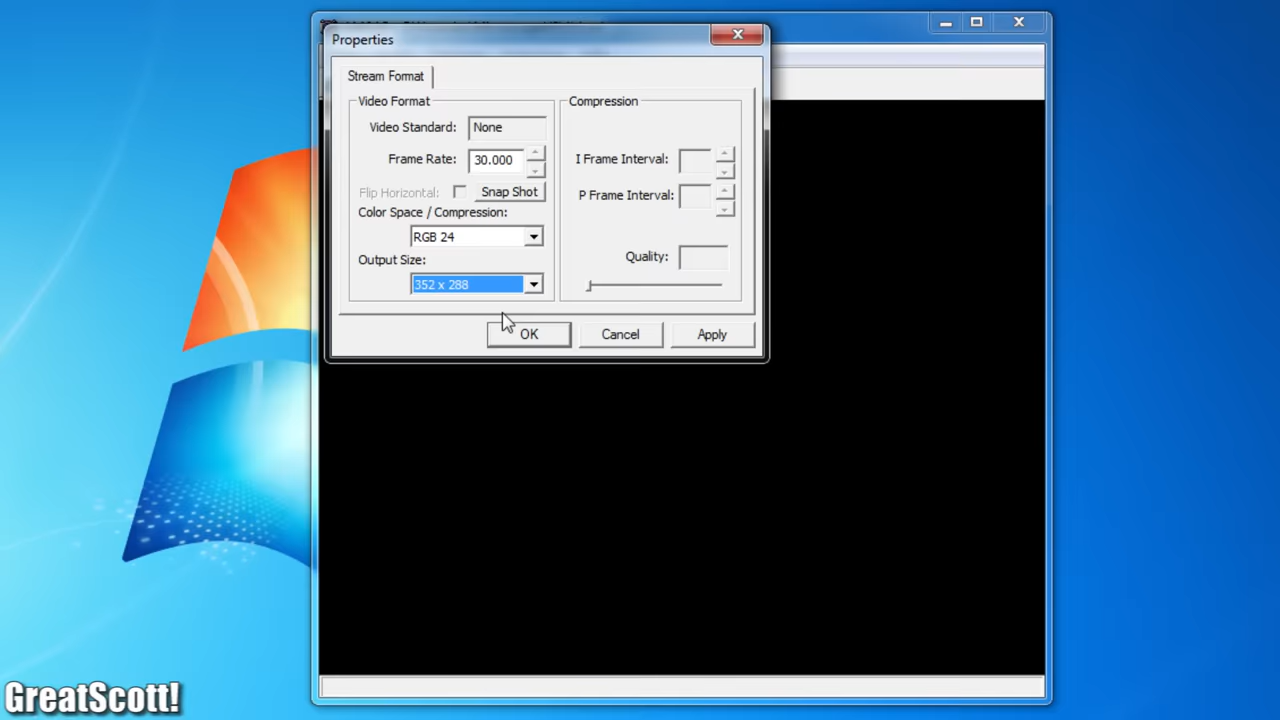 Properties
Stream Format
Video Format
Video Standard: None
Frame Rate: 30.000
Flip Horizontal: Snap Shot
Color Space / Compression:
RGB 24
Output Size:
352 x 288
Compression
I Frame Interval:
P Frame Interval:
Quality:
OK Cancel Apply
GreatScott!